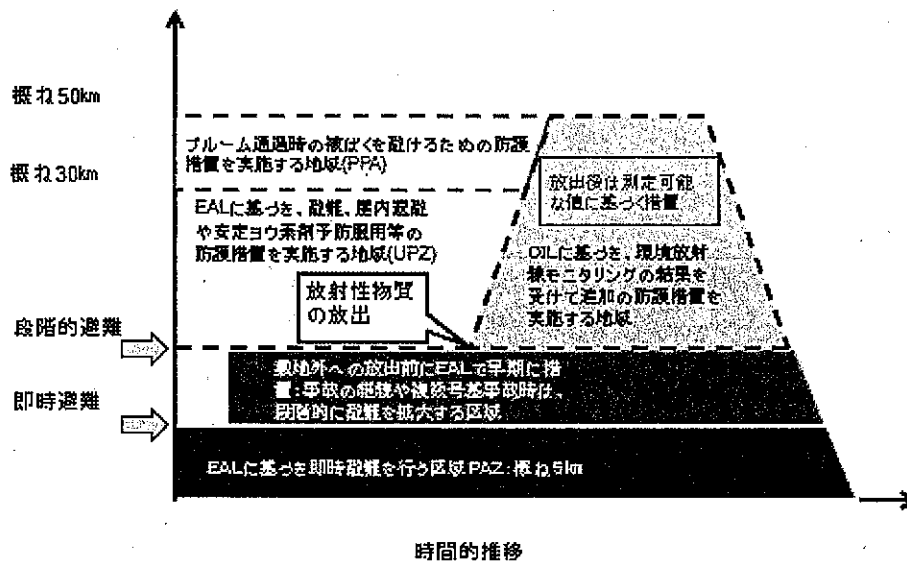 概ね50km
プルーム通過時の被ばくを避けるための防護
措置を実施する地域(PPA)
概ね30km
放出後は測定可能
な値に基づく措置
EALに基づき、避難、屋内退避
や安定ヨウ素剤予防服用等の
防護措置を実施する地域(UPZ)
OILに基づき、環境放射
線モニタリングの結果を
受けて追加の防護措置を
実施する地域
放射性物質
の放出
段階的避難
敷地外への放出前にEALで早期に措
置:事故の継続や複数号基事故時は、
段階的に避難を拡大する区域
即時避難
EALに基づき即時避難を行う区域 PAZ:概ね5km
時間的推移